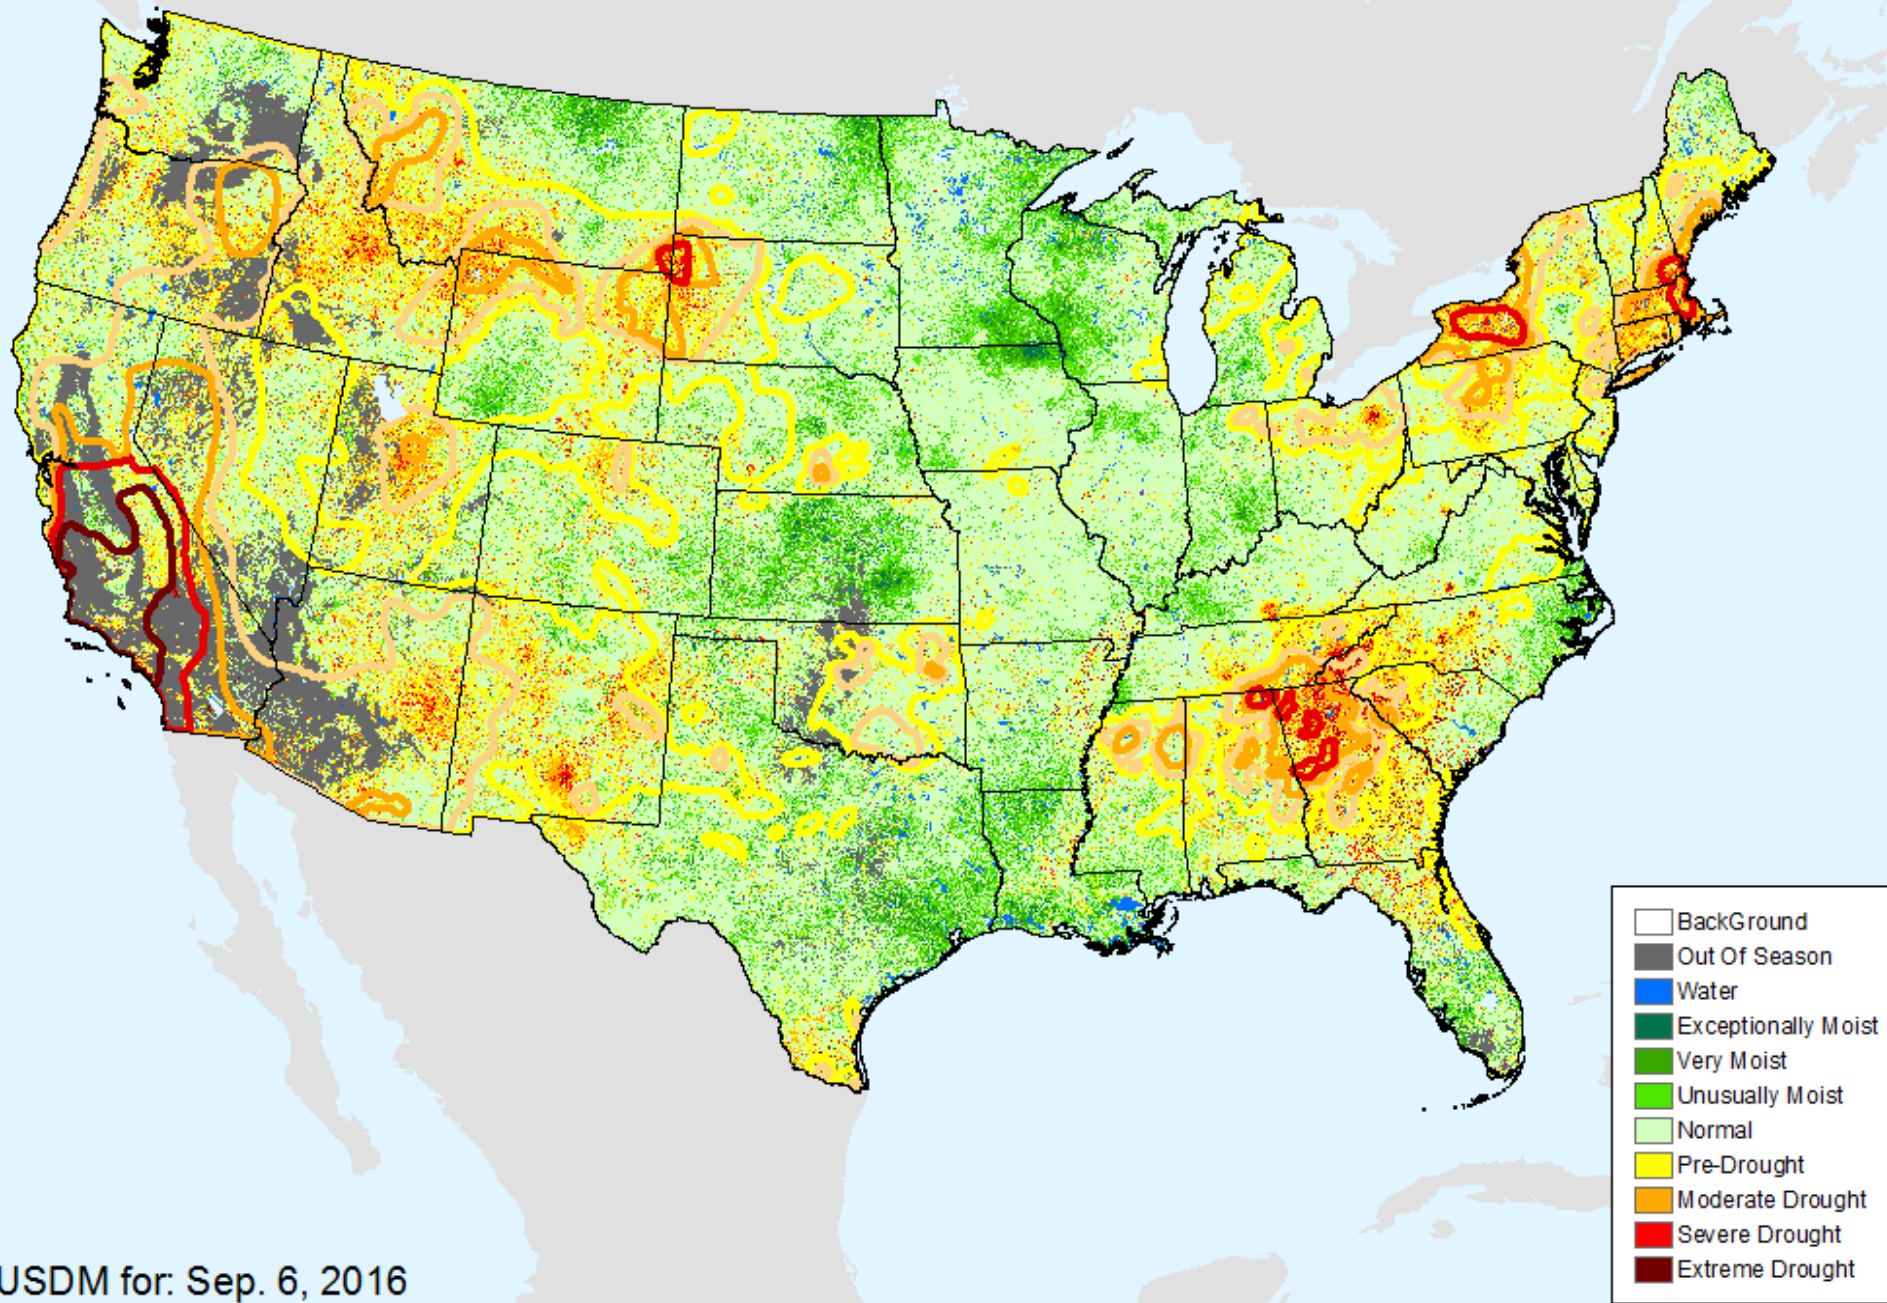 BackGround
Out Of Season
Water
Exceptionally Moist
Very Moist
Unusually Moist
Normal
Pre-Drought
Moderate Drought
Severe Drought
Extreme Drought
USDM for: Sep. 6, 2016